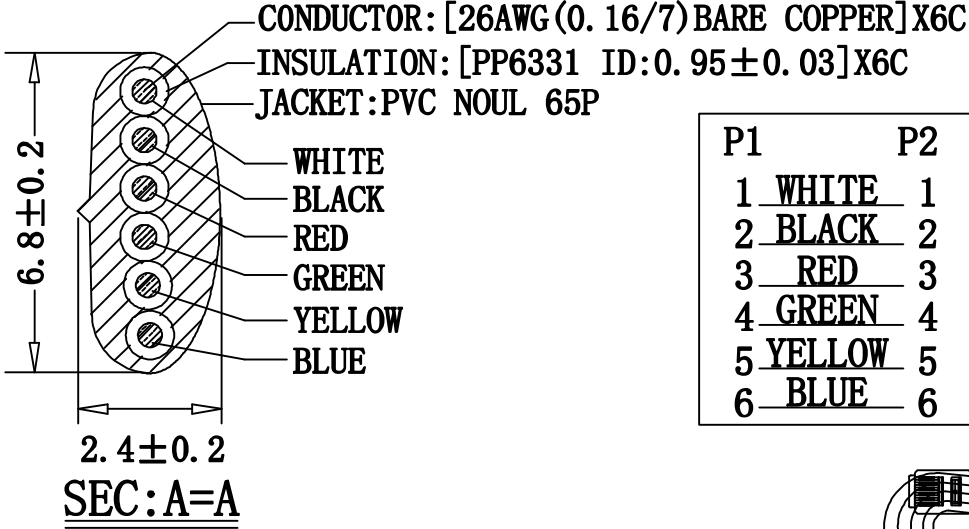 CONDUCTOR:[26AWG(0.16/7)BARE COPPER]X6C
INSULATION:[PP6331 ID:0.95±0.03]X6C
JACKET:PVC NOUL 65P
WHITE
BLACK
RED
GREEN
YELLOW
BLUE
6.8±0.2
2.4±0.2
SEC:A=A
P1 P2
1 WHITE 1
2 BLACK 2
3 RED 3
4 GREEN 4
5 YELLOW 5
6 BLUE 6